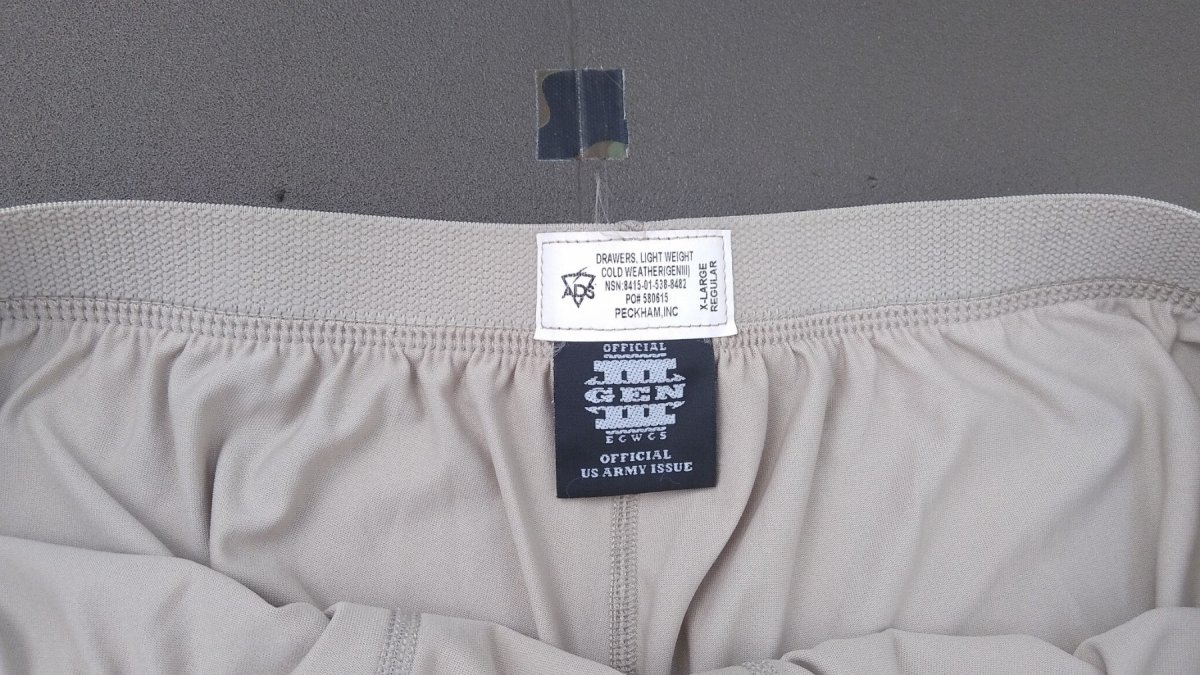 DRAWERS, LIGHT WEIGHT
COLD WEATHER(GENIII)
NSN:8415-01-538-8482
PO# 580615
PECKHAM,INC
ADS
X-LARGE
REGULAR
OFFICIAL
III
GEN
III
ECWCS
OFFICIAL
US ARMY ISSUE